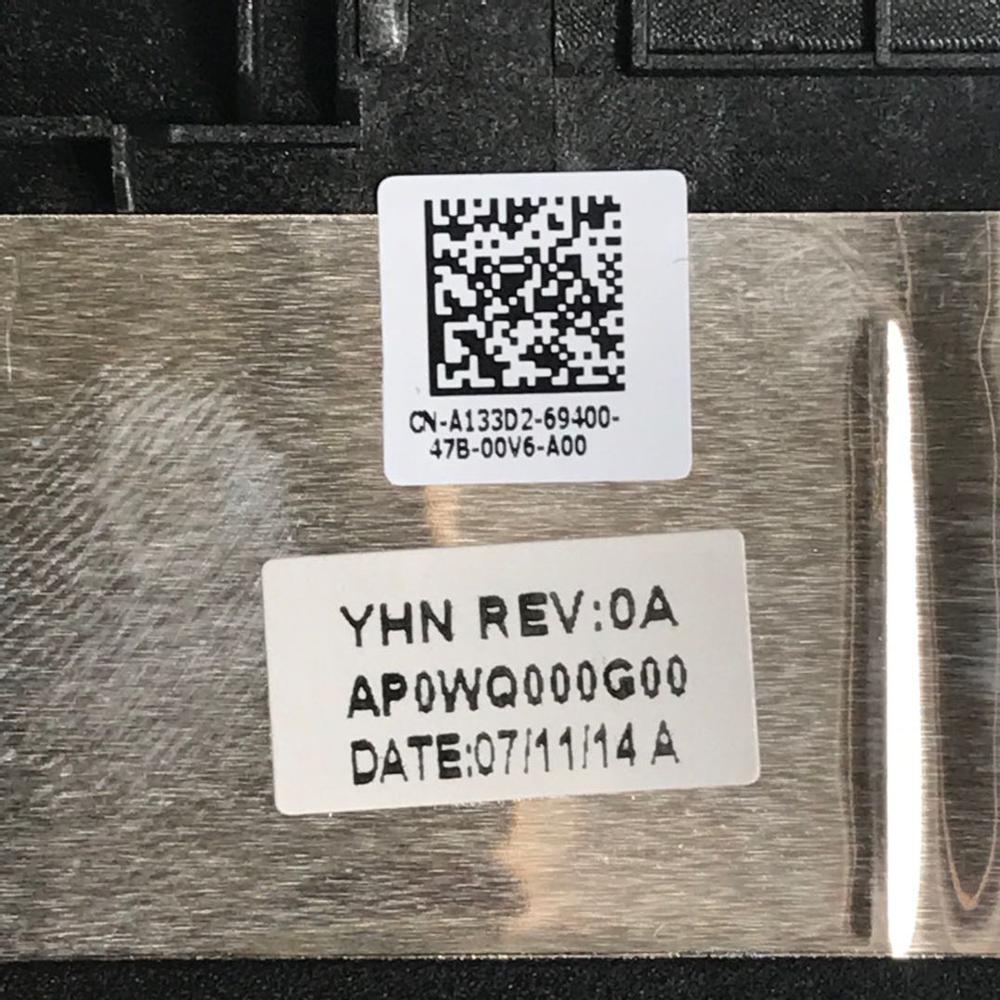 CN-A133D2-69400-
47B-00V6-A00
YHN REV:0A
AP0WQ000G00
DATE:07/11/14 A